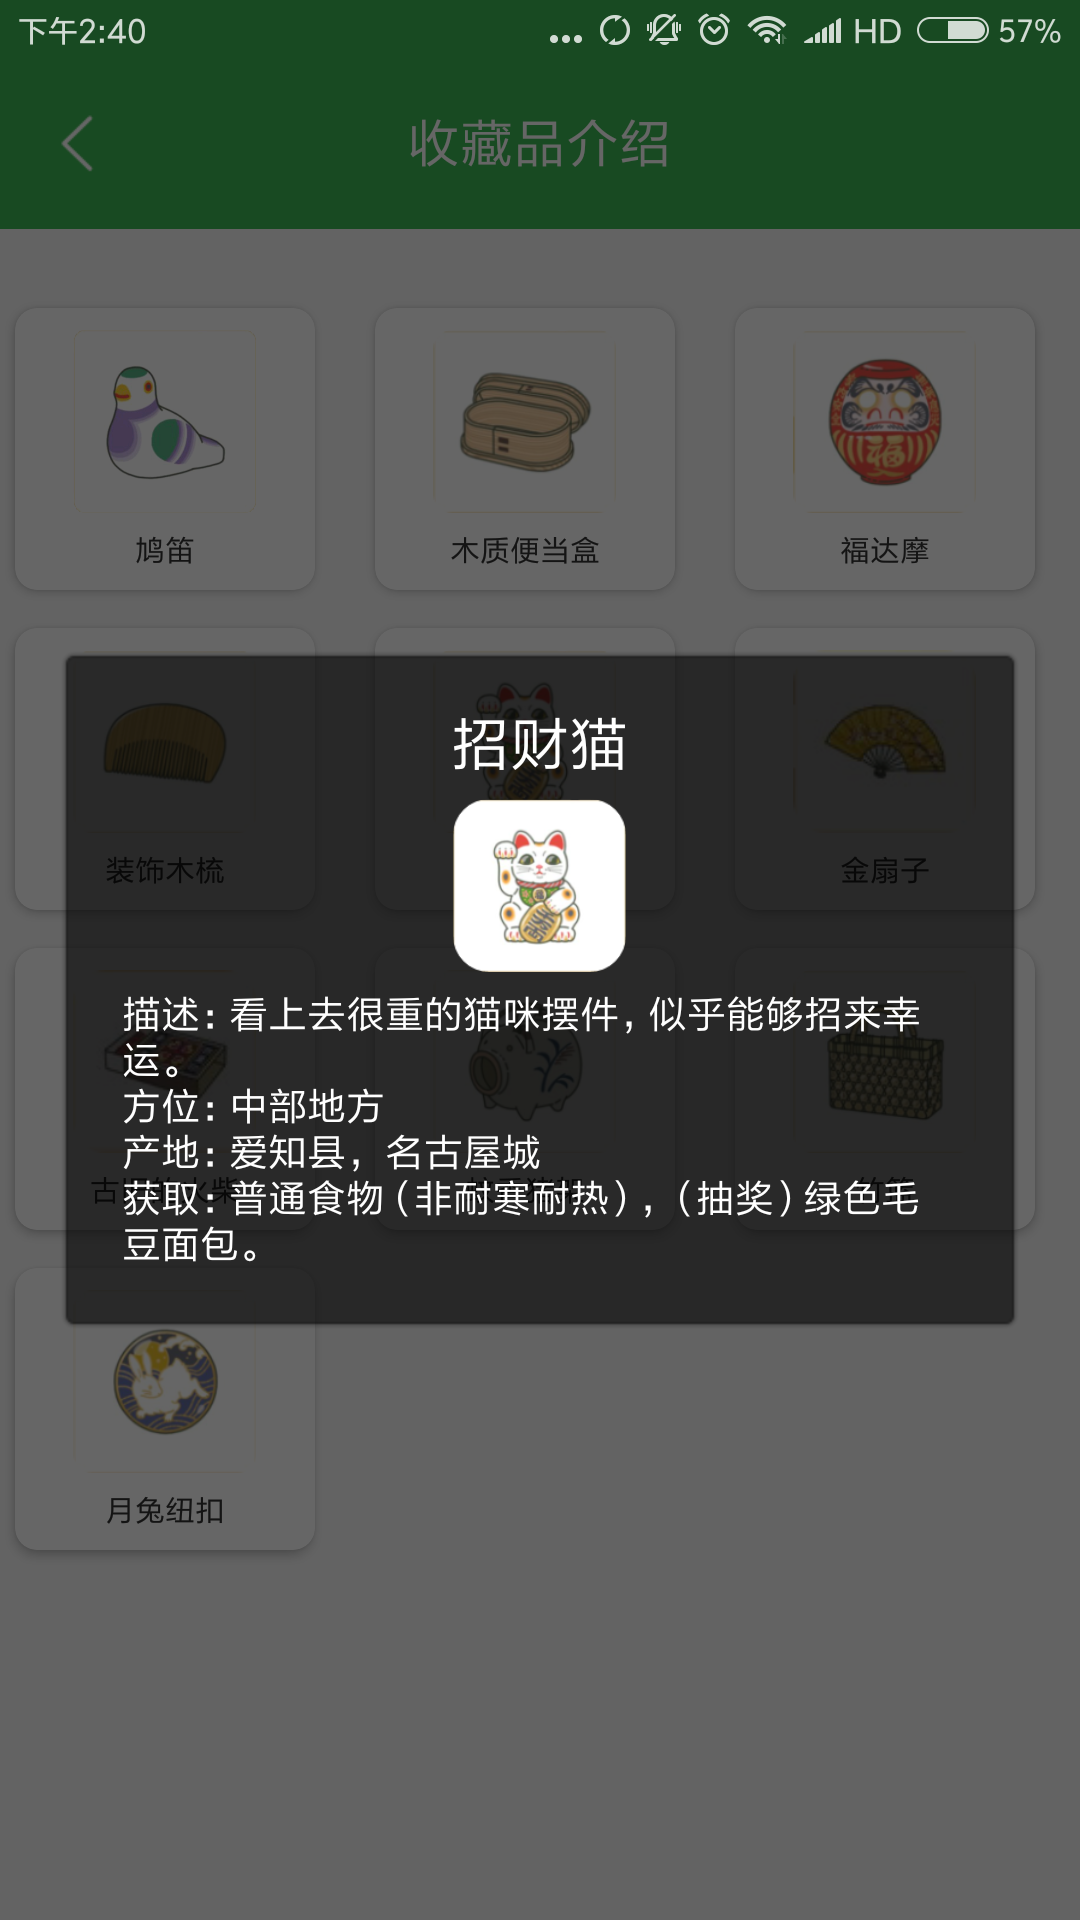 下午2:40
HD 57%
收藏品介绍
鸠笛
木质便当盒
福达摩
招财猫
装饰木梳
金扇子
描述：看上去很重的猫咪摆件，似乎能够招来幸
运。
方位：中部地方
产地：爱知县，名古屋城
获取：普通食物（非耐寒耐热），（抽奖）绿色毛
豆面包。
月兔纽扣